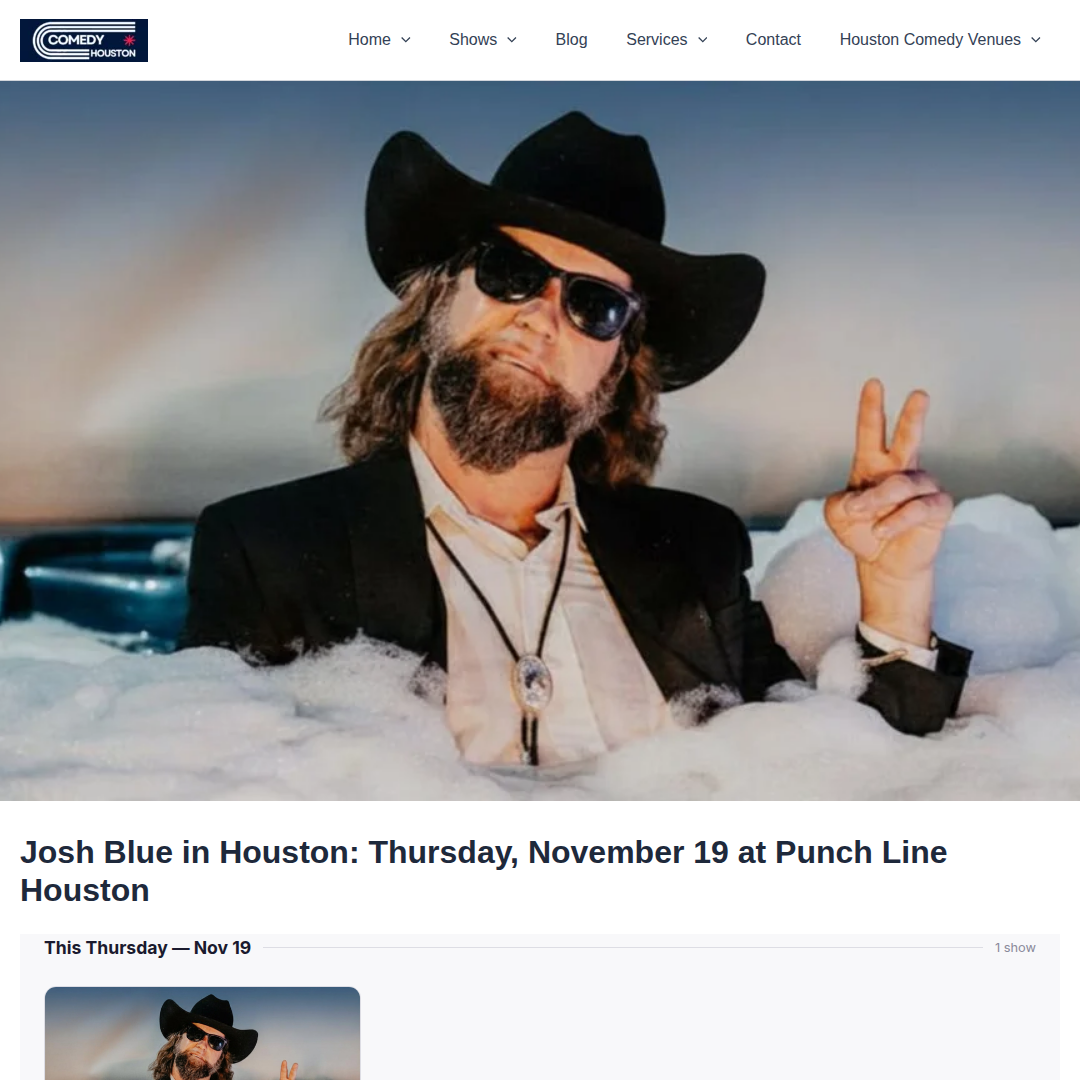 COMEDY
HOUSTON
Home
Shows
Blog
Services
Contact
Houston Comedy Venues
Josh Blue in Houston: Thursday, November 19 at Punch Line
Houston
This Thursday — Nov 19
1 show